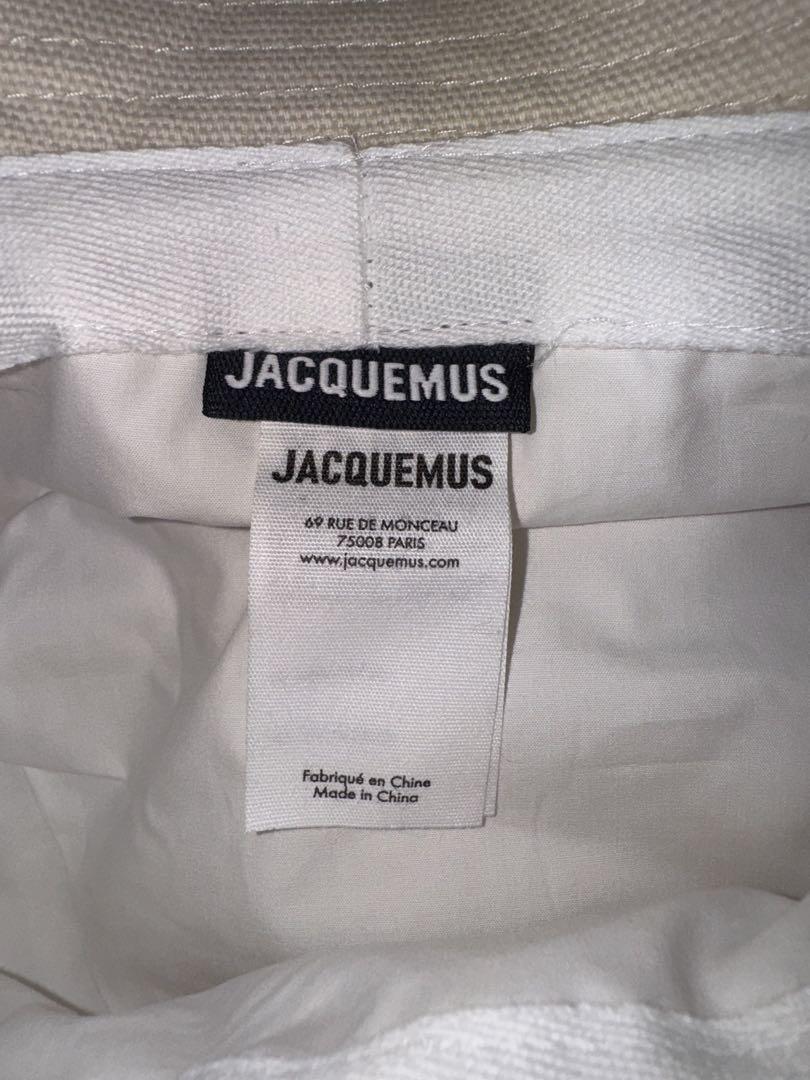 JACQUEMUS
JACQUEMUS
69 RUE DE MONCEAU
75008 PARIS
www.jacquemus.com
Fabriqué en Chine
Made in China